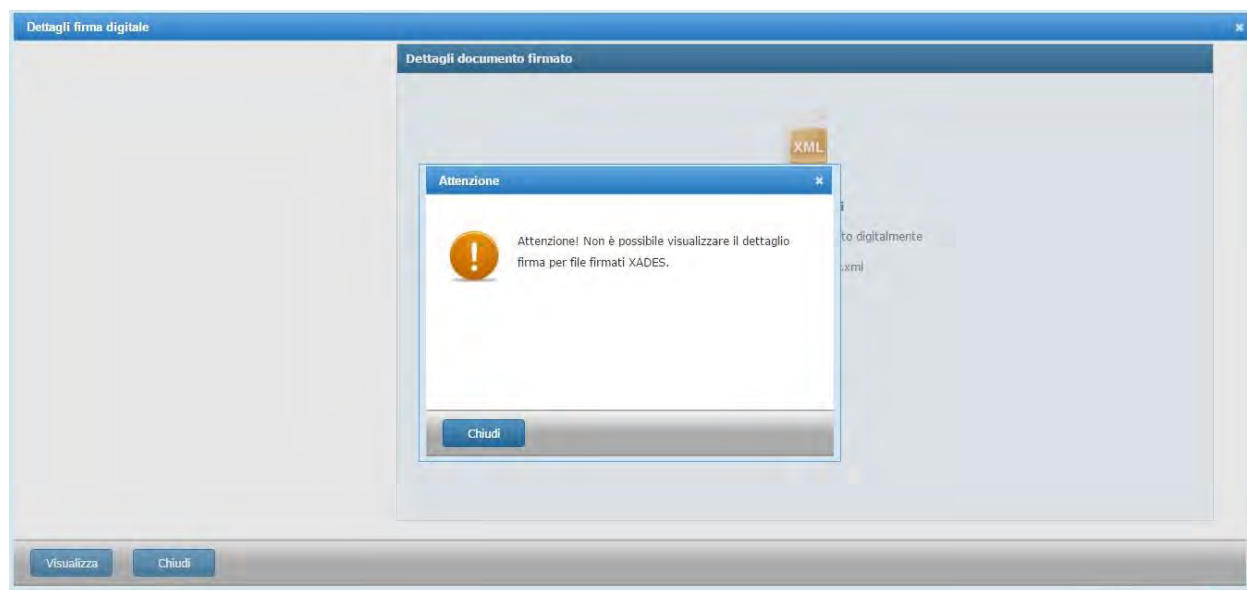 Dettagli firma digitale
Dettagli documento firmato
XML
Attenzione
Attenzione! Non è possibile visualizzare il dettaglio
firma per file firmati XADES.
i
to digitalmente
.xml
Chiudi
Visualizza
Chiudi